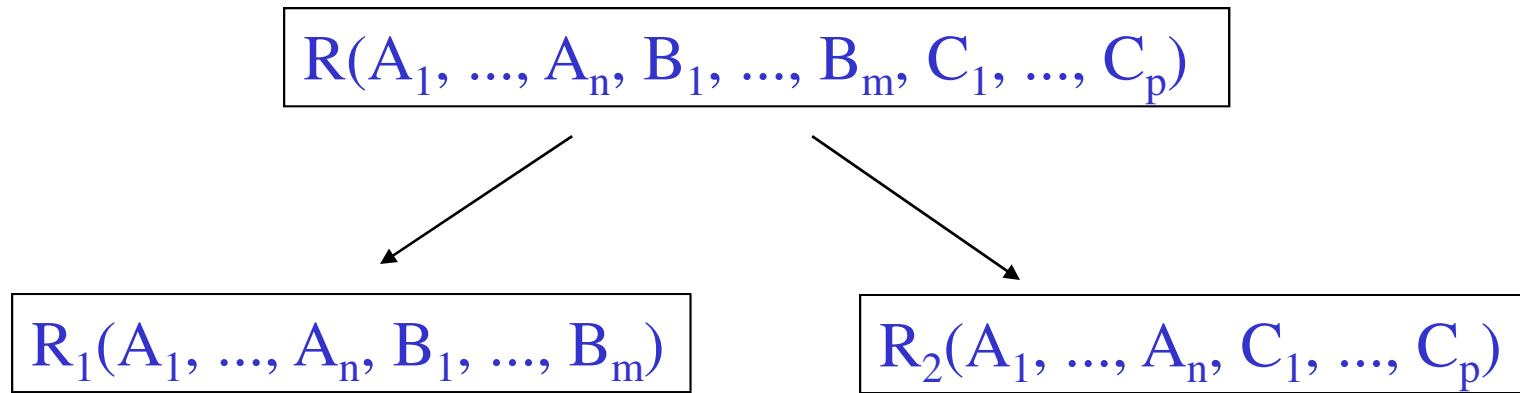 R(A₁, ..., Aₙ, B₁, ..., Bₘ, C₁, ..., Cₚ)
R₁(A₁, ..., Aₙ, B₁, ..., Bₘ)
R₂(A₁, ..., Aₙ, C₁, ..., Cₚ)